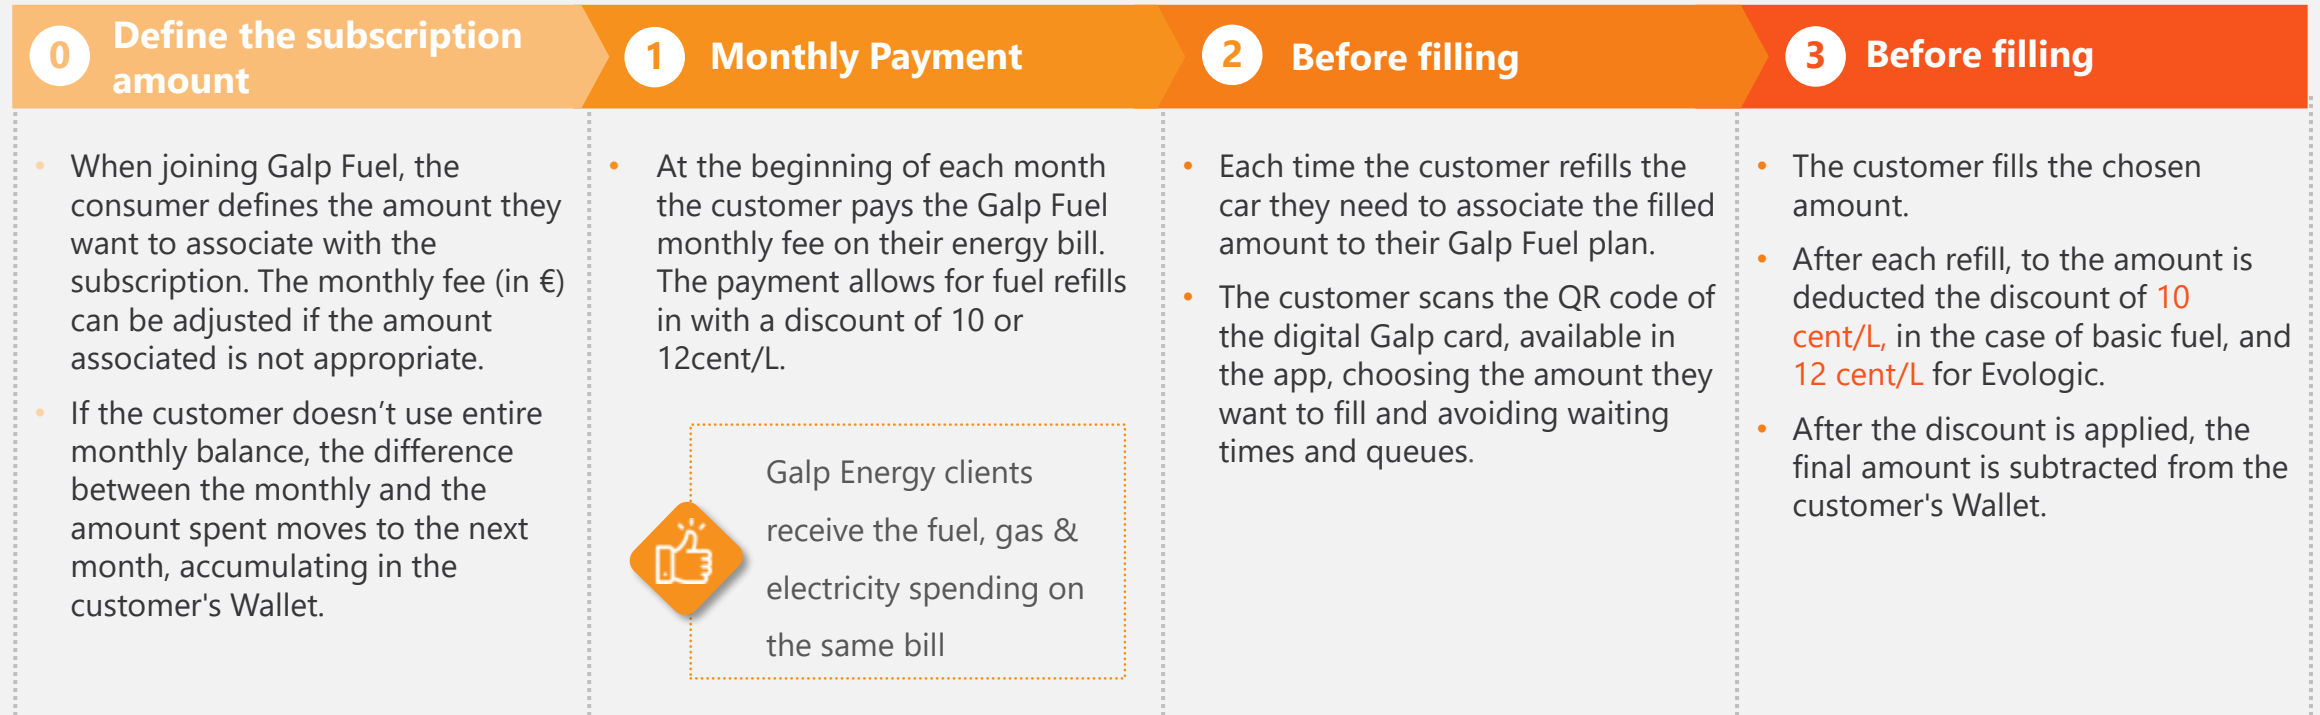 0
Define the subscription
amount
When joining Galp Fuel, the
consumer defines the amount they
want to associate with the
subscription. The monthly fee (in €)
can be adjusted if the amount
associated is not appropriate.
If the customer doesn’t use entire
monthly balance, the difference
between the monthly and the
amount spent moves to the next
month, accumulating in the
customer's Wallet.
1
Monthly Payment
At the beginning of each month
the customer pays the Galp Fuel
monthly fee on their energy bill.
The payment allows for fuel refills
in with a discount of 10 or
12cent/L.
Galp Energy clients
receive the fuel, gas &
electricity spending on
the same bill
2
Before filling
Each time the customer refills the
car they need to associate the filled
amount to their Galp Fuel plan.
The customer scans the QR code of
the digital Galp card, available in
the app, choosing the amount they
want to fill and avoiding waiting
times and queues.
3
Before filling
The customer fills the chosen
amount.
After each refill, to the amount is
deducted the discount of 10
cent/L, in the case of basic fuel, and
12 cent/L for Evologic.
After the discount is applied, the
final amount is subtracted from the
customer's Wallet.